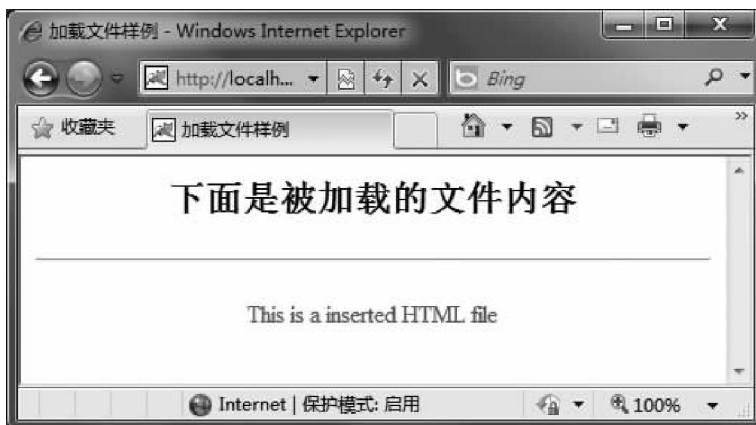 加载文件样例 - Windows Internet Explorer
http://localh...
Bing
收藏夹
加载文件样例
下面是被加载的文件内容
This is a inserted HTML file
Internet | 保护模式: 启用
100%